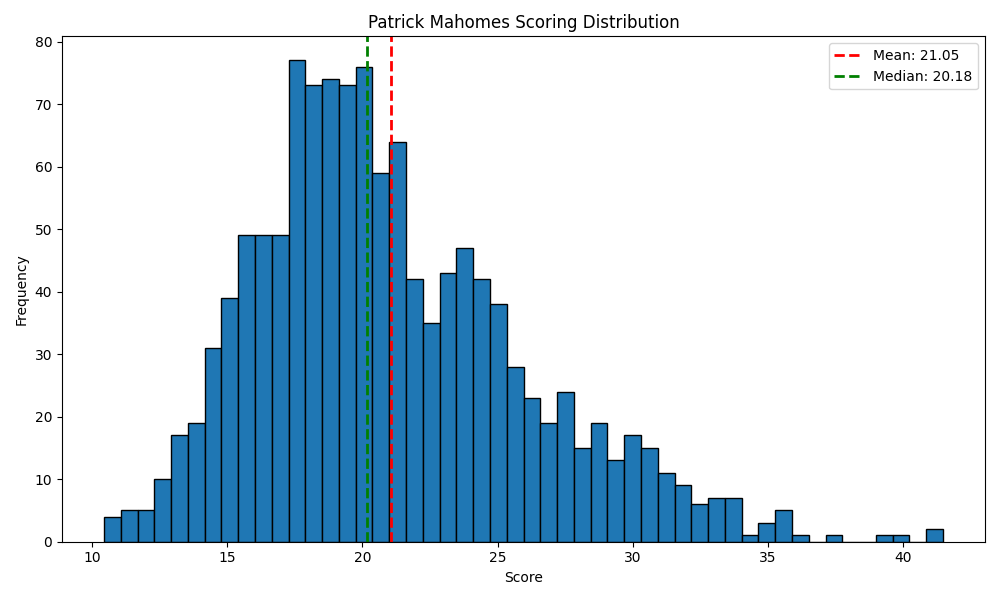 Patrick Mahomes Scoring Distribution
Mean: 21.05
Median: 20.18
80
70
60
50
40
30
20
10
0
Frequency
10 15 20 25 30 35 40
Score